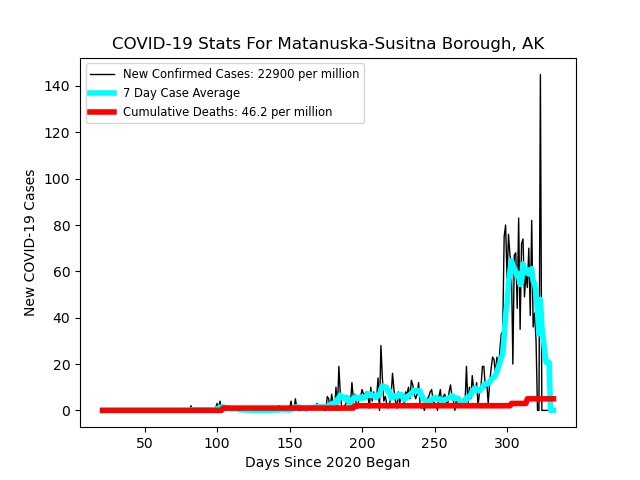 COVID-19 Stats For Matanuska-Susitna Borough, AK
New Confirmed Cases: 22900 per million
7 Day Case Average
Cumulative Deaths: 46.2 per million
New COVID-19 Cases
140
120
100
80
60
40
20
0
50 100 150 200 250 300
Days Since 2020 Began